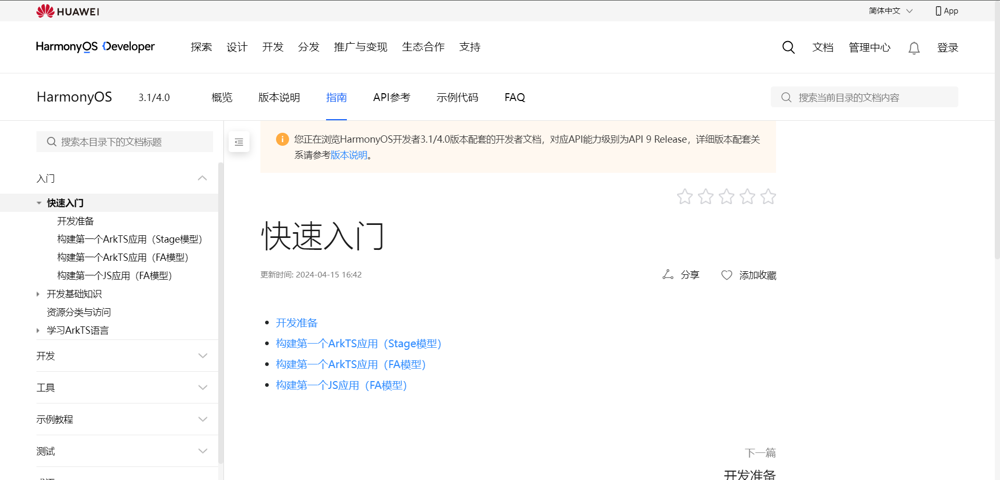 HUAWEI
简体中文
App
HarmonyOS Developer
探索
设计
开发
分发
推广与变现
生态合作
支持
文档
管理中心
登录
HarmonyOS
3.1/4.0
概览
版本说明
指南
API参考
示例代码
FAQ
搜索当前目录的文档内容
搜索本目录下的文档标题
入门
快速入门
开发准备
构建第一个ArkTS应用（Stage模型）
构建第一个ArkTS应用（FA模型）
构建第一个JS应用（FA模型）
开发基础知识
资源分类与访问
学习ArkTS语言
开发
工具
示例教程
测试
您正在浏览HarmonyOS开发者3.1/4.0版本配套的开发者文档，对应API能力级别为API 9 Release，详细版本配套关
系请参考版本说明。
快速入门
更新时间: 2024-04-15 16:42
分享
添加收藏
开发准备
构建第一个ArkTS应用（Stage模型）
构建第一个ArkTS应用（FA模型）
构建第一个JS应用（FA模型）
下一篇
开发准备